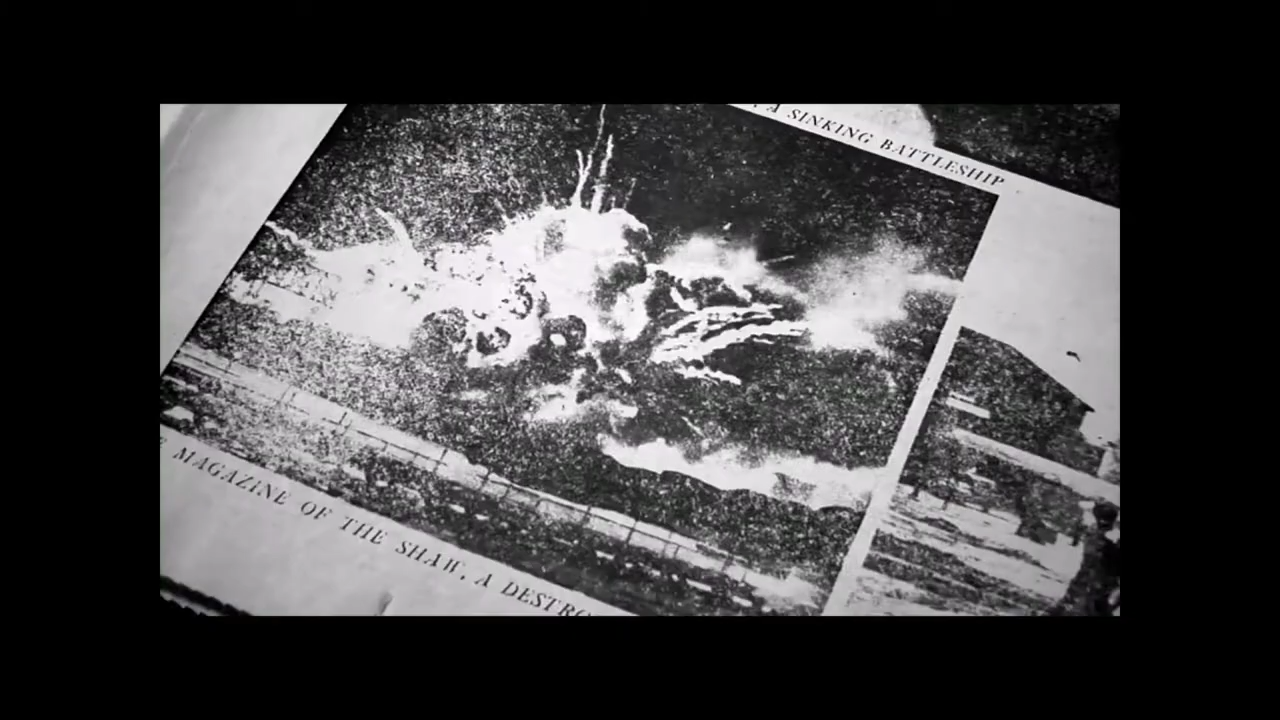 , A SINKING BATTLESHIP
MAGAZINE OF THE SHAW, A DESTRO